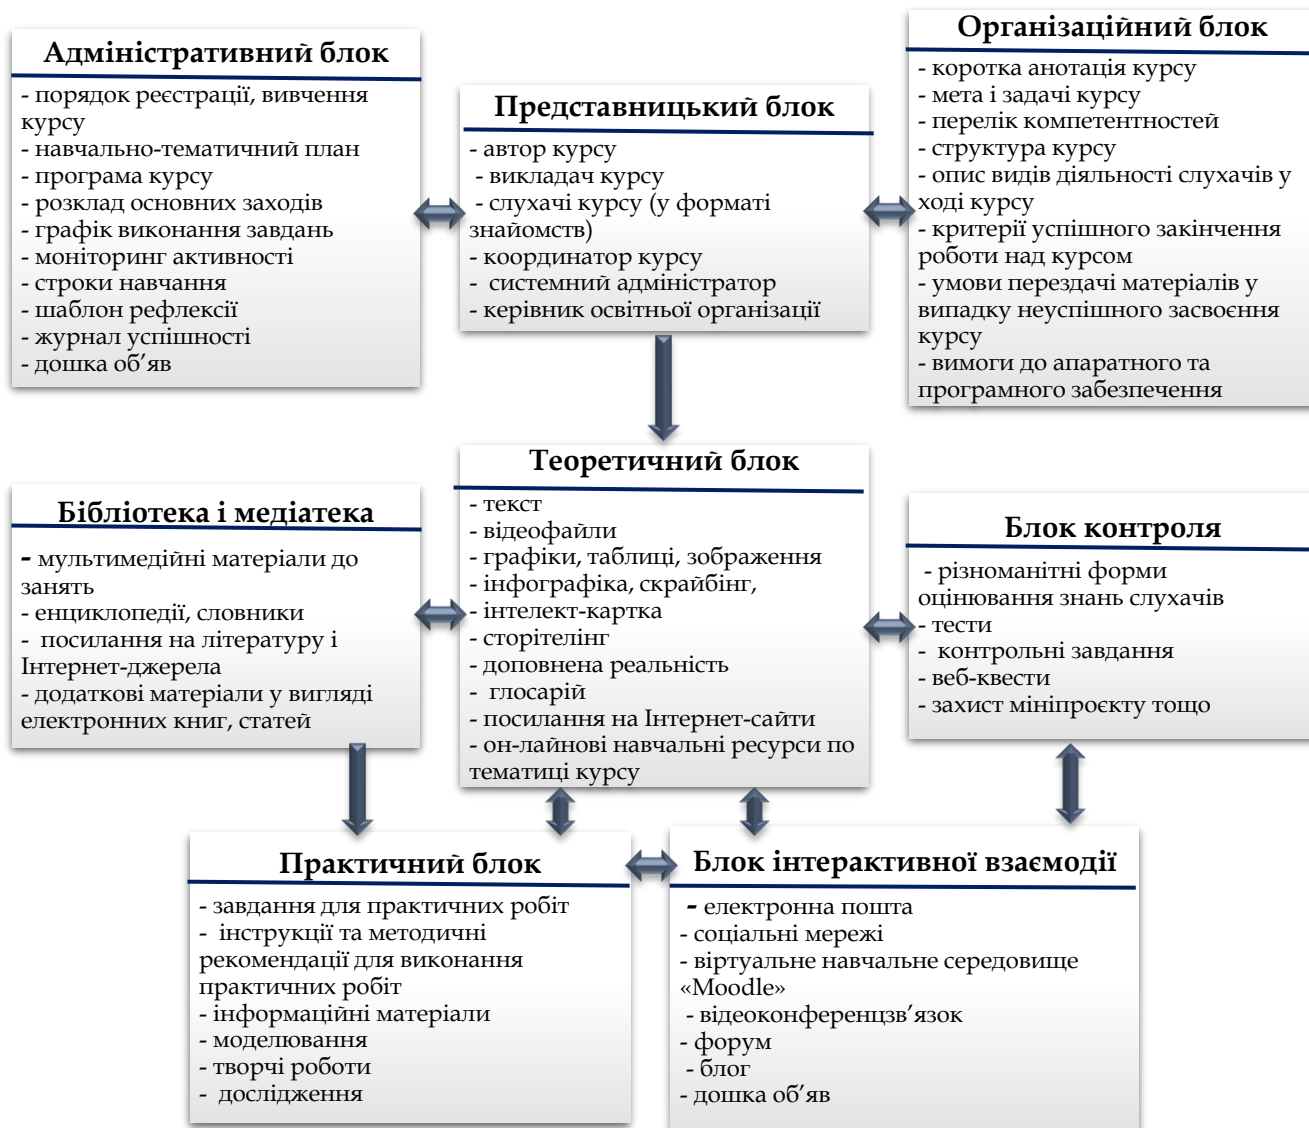 Адміністративний блок
- порядок реєстрації, вивчення
курсу
- навчально-тематичний план
- програма курсу
- розклад основних заходів
- графік виконання завдань
- моніторинг активності
- строки навчання
- шаблон рефлексії
- журнал успішності
- дошка об’яв
Представницький блок
- автор курсу
- викладач курсу
- слухачі курсу (у форматі
знайомств)
- координатор курсу
- системний адміністратор
- керівник освітньої організації
Організаційний блок
- коротка анотація курсу
- мета і задачі курсу
- перелік компетентностей
- структура курсу
- опис видів діяльності слухачів у
ході курсу
- критерії успішного закінчення
роботи над курсом
- умови перездачі матеріалів у
випадку неуспішного засвоєння
курсу
- вимоги до апаратного та
програмного забезпечення
Бібліотека і медіатека
- мультимедійні матеріали до
занять
- енциклопедії, словники
- посилання на літературу і
Інтернет-джерела
- додаткові матеріали у вигляді
електронних книг, статей
Теоретичний блок
- текст
- відеофайли
- графіки, таблиці, зображення
- інфографіка, скрайбінг,
- інтелект-картка
- сторітелінг
- доповнена реальність
- глосарій
- посилання на Інтернет-сайти
- он-лайнові навчальні ресурси по
тематиці курсу
Блок контроля
- різноманітні форми
оцінювання знань слухачів
- тести
- контрольні завдання
- веб-квести
- захист мініпроєкту тощо
Практичний блок
- завдання для практичних робіт
- інструкції та методичні
рекомендації для виконання
практичних робіт
- інформаційні матеріали
- моделювання
- творчі роботи
- дослідження
Блок інтерактивної взаємодії
- електронна пошта
- соціальні мережі
- віртуальне навчальне середовище
«Moodle»
- відеоконференцзв’язок
- форум
- блог
- дошка об’яв